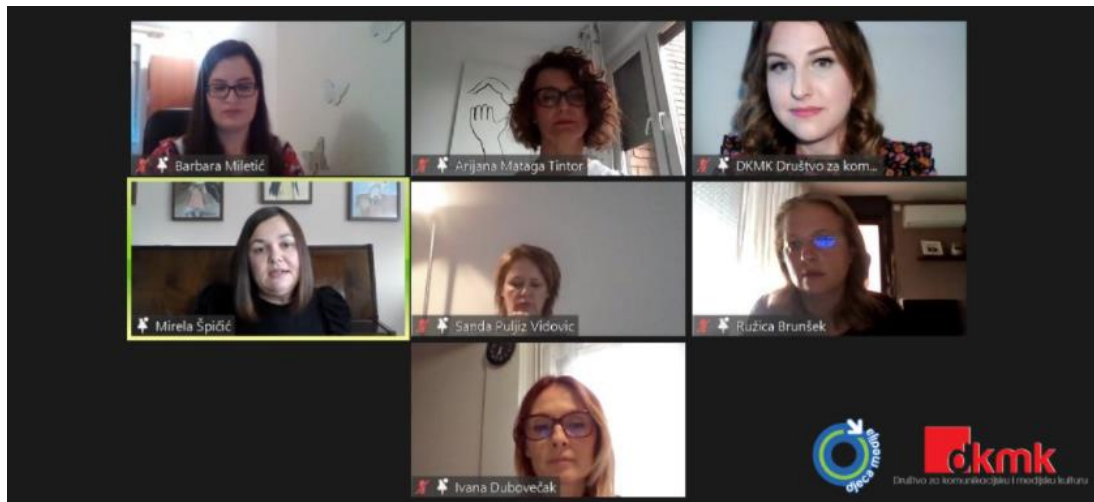 Barbara Miletić
Arijana Mataga Tintor
DKMK Društvo za kom...
Mirela Špičić
Sanda Puljiz Vidovic
Ružica Brunšek
Ivana Dubovečak
djeca medija
dkmk
Društvo za komunikacijsku i medijsku kulturu